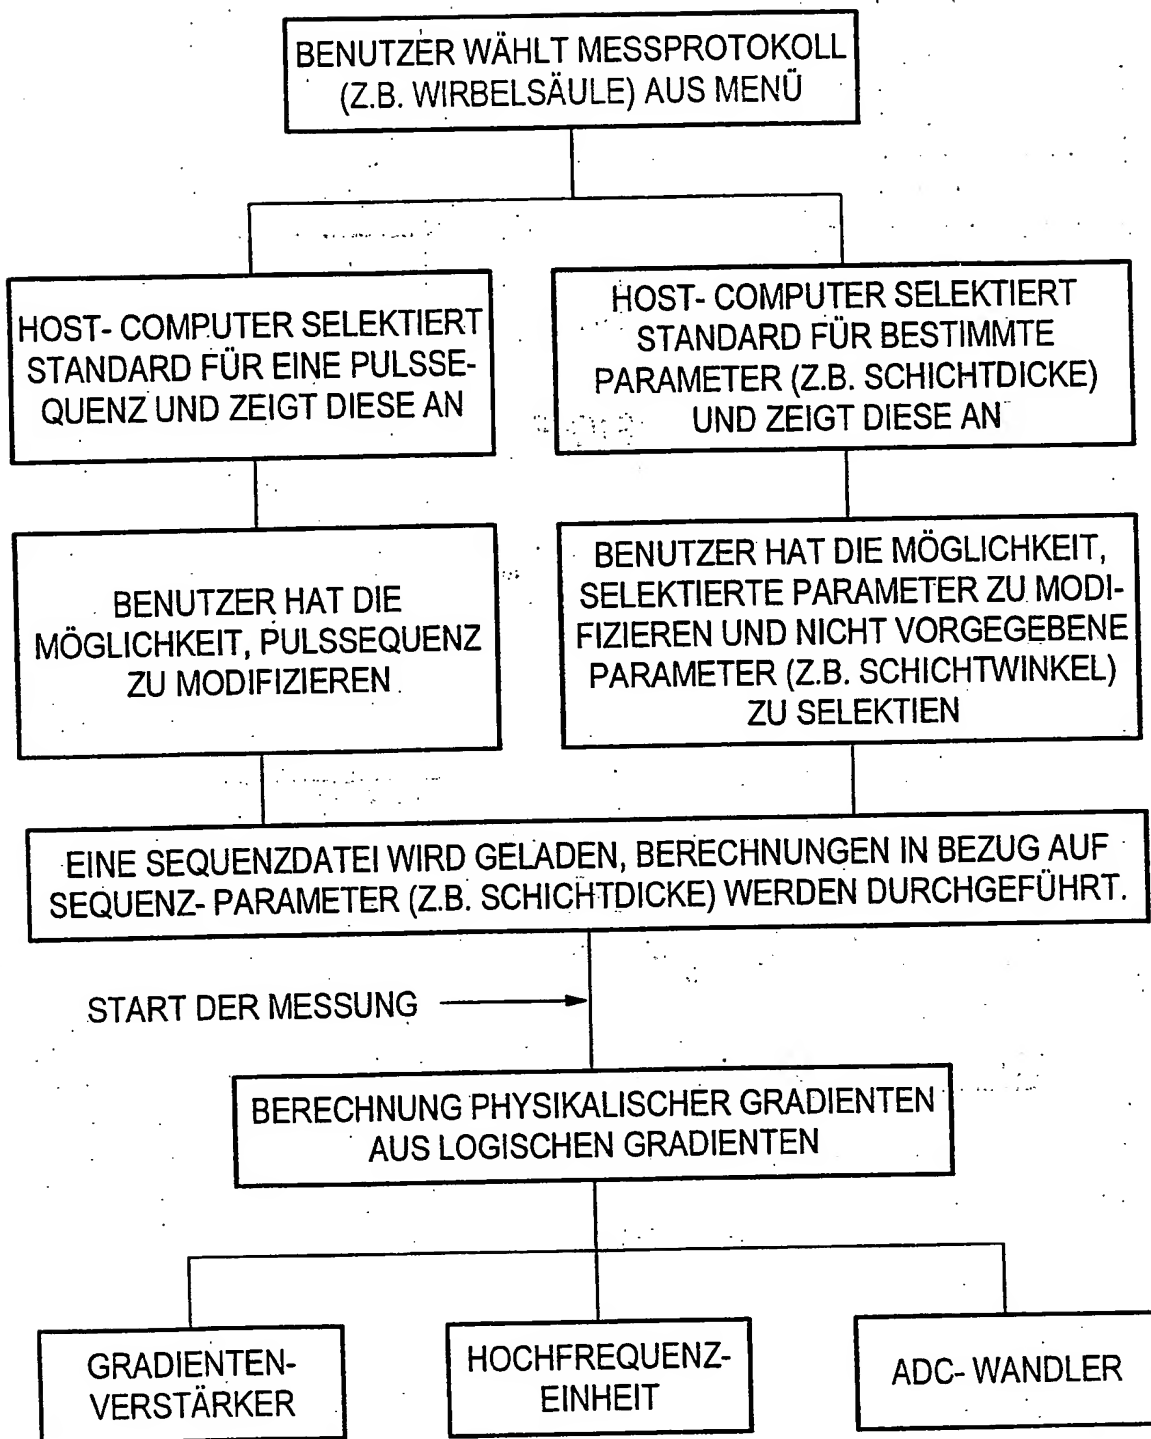 BENUTZER WÄHLT MESSPROTOKOLL
(Z.B. WIRBELSÄULE) AUS MENÜ
HOST- COMPUTER SELEKTIERT
STANDARD FÜR EINE PULSSE-
QUENZ UND ZEIGT DIESE AN
HOST- COMPUTER SELEKTIERT
STANDARD FÜR BESTIMMTE
PARAMETER (Z.B. SCHICHTDICKE)
UND ZEIGT DIESE AN
BENUTZER HAT DIE
MÖGLICHKEIT, PULSSEQUENZ
ZU MODIFIZIEREN
BENUTZER HAT DIE MÖGLICHKEIT,
SELEKTIERTE PARAMETER ZU MODI-
FIZIEREN UND NICHT VORGEGEBENE
PARAMETER (Z.B. SCHICHTWINKEL)
ZU SELEKTIEN
EINE SEQUENZDATEI WIRD GELADEN, BERECHNUNGEN IN BEZUG AUF
SEQUENZ- PARAMETER (Z.B. SCHICHTDICKE) WERDEN DURCHGEFÜHRT.
START DER MESSUNG
BERECHNUNG PHYSIKALISCHER GRADIENTEN
AUS LOGISCHEN GRADIENTEN
GRADIENTEN-
VERSTÄRKER
HOCHFREQUENZ-
EINHEIT
ADC- WANDLER